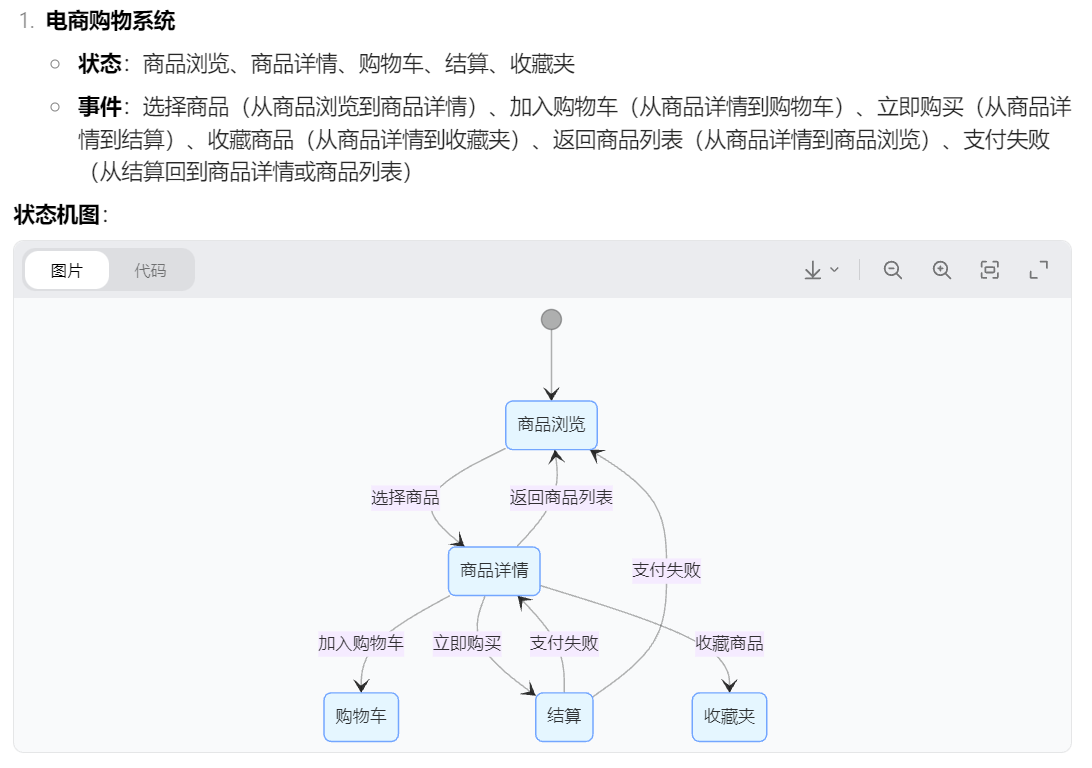 1. 电商购物系统
状态：商品浏览、商品详情、购物车、结算、收藏夹
事件：选择商品（从商品浏览到商品详情）、加入购物车（从商品详情到购物车）、立即购买（从商品详
情到结算）、收藏商品（从商品详情到收藏夹）、返回商品列表（从商品详情到商品浏览）、支付失败
（从结算回到商品详情或商品列表）
状态机图：
图片 代码
商品浏览
选择商品 返回商品列表
商品详情 支付失败
加入购物车 立即购买 支付失败 收藏商品
购物车 结算 收藏夹